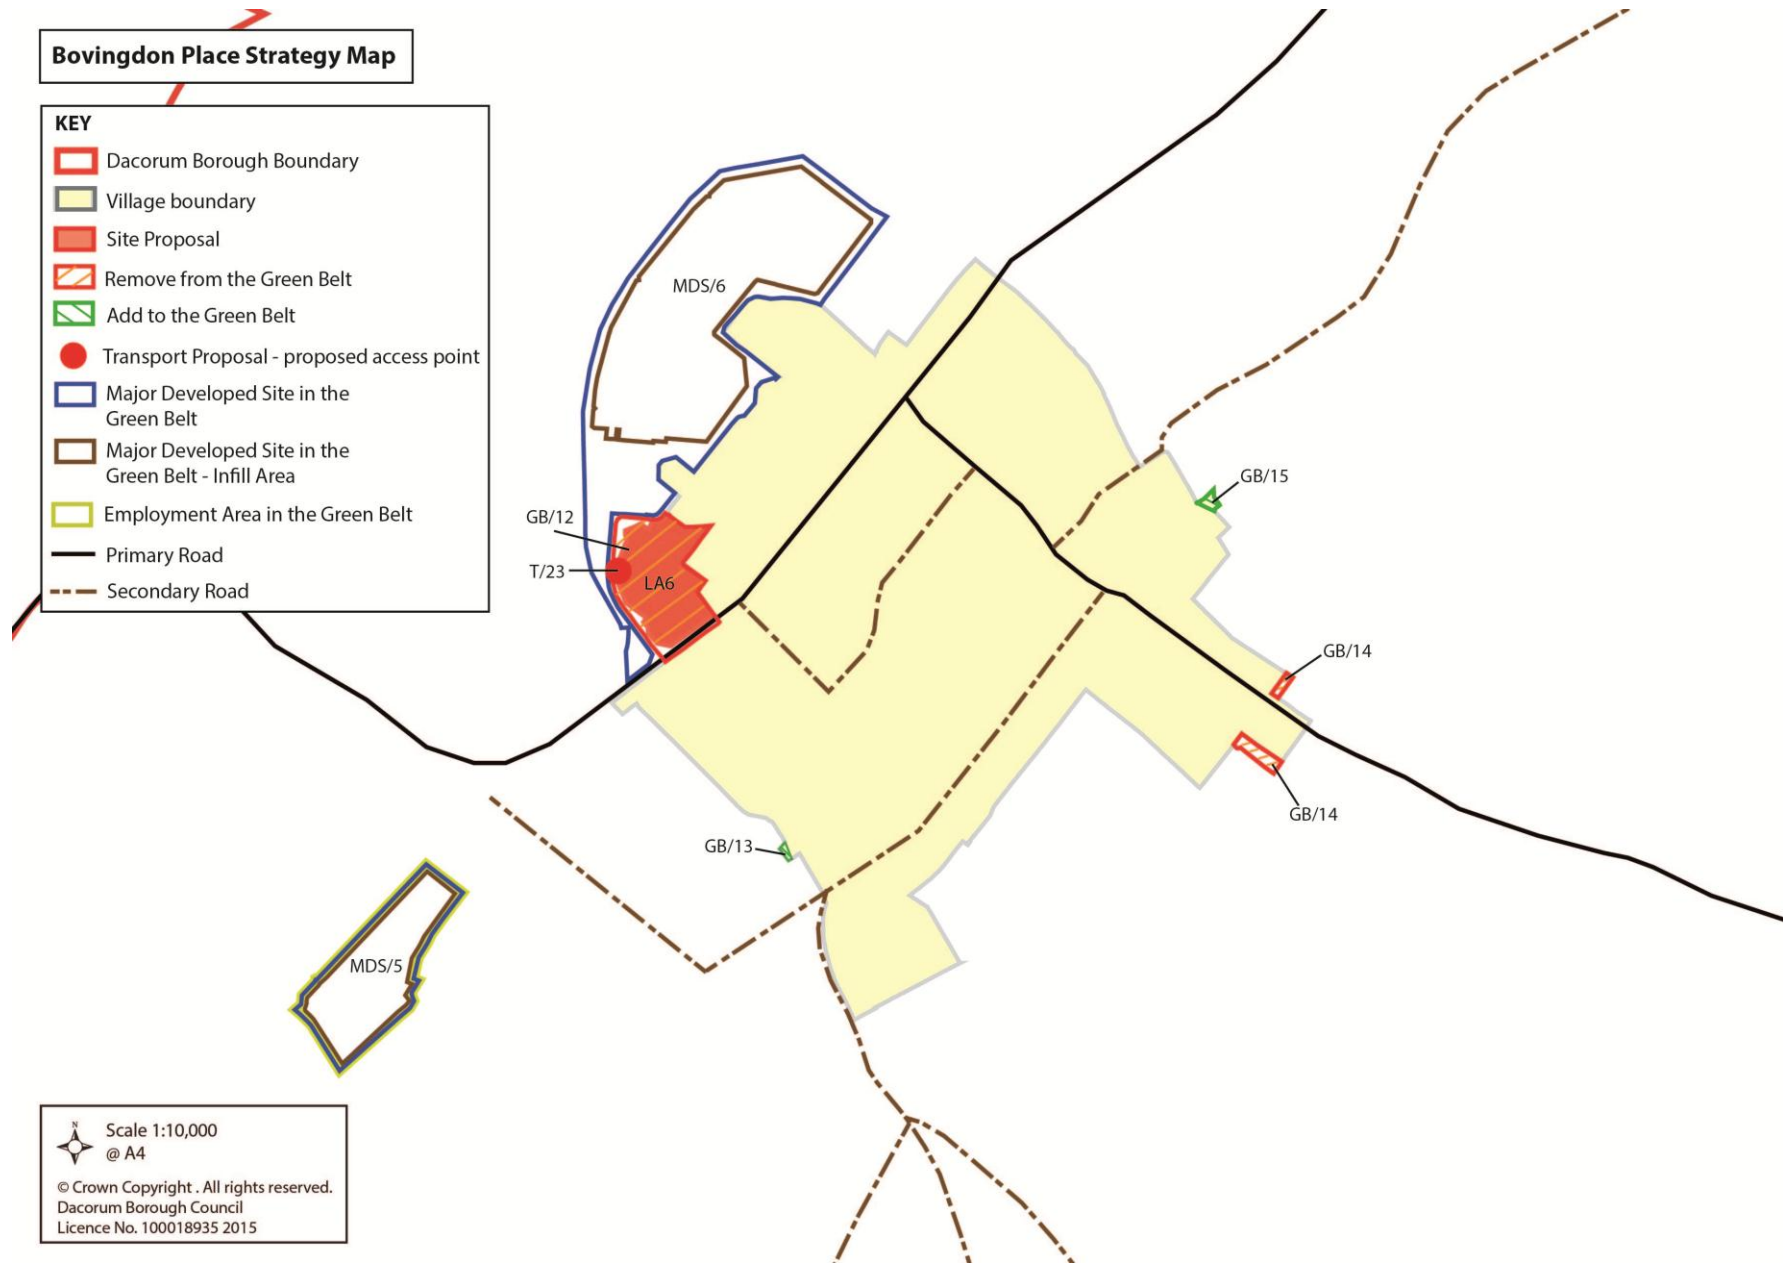 Bovingdon Place Strategy Map
KEY
Dacorum Borough Boundary
Village boundary
Site Proposal
Remove from the Green Belt
Add to the Green Belt
Transport Proposal - proposed access point
Major Developed Site in the
Green Belt
Major Developed Site in the
Green Belt - Infill Area
Employment Area in the Green Belt
Primary Road
Secondary Road
MDS/6
GB/15
GB/12
T/23
LA6
GB/14
GB/14
GB/13
MDS/5
N
Scale 1:10,000
@ A4
© Crown Copyright . All rights reserved.
Dacorum Borough Council
Licence No. 100018935 2015